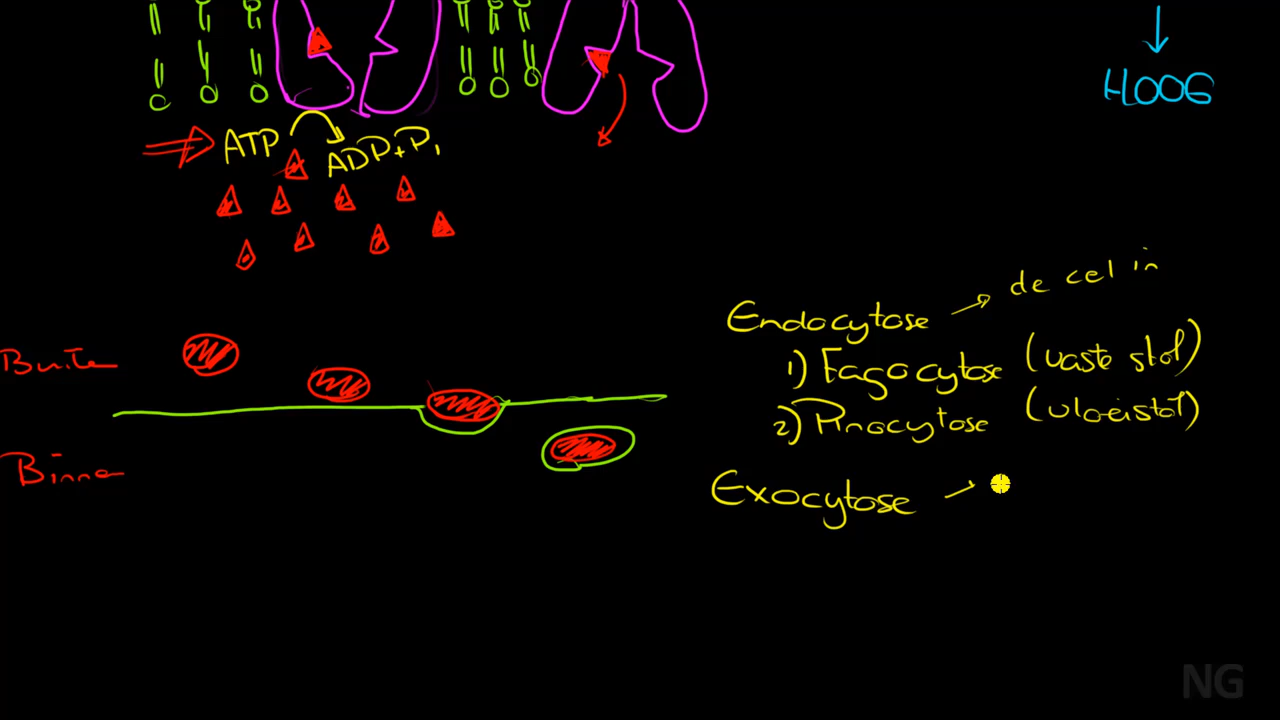 HOOG
ATP
ADP + Pi
Endocytose → de cel in
1) Fagocytose (vaste stof)
2) Pinocytose (vloeistof)
Buiten
Binnen
Exocytose
NG